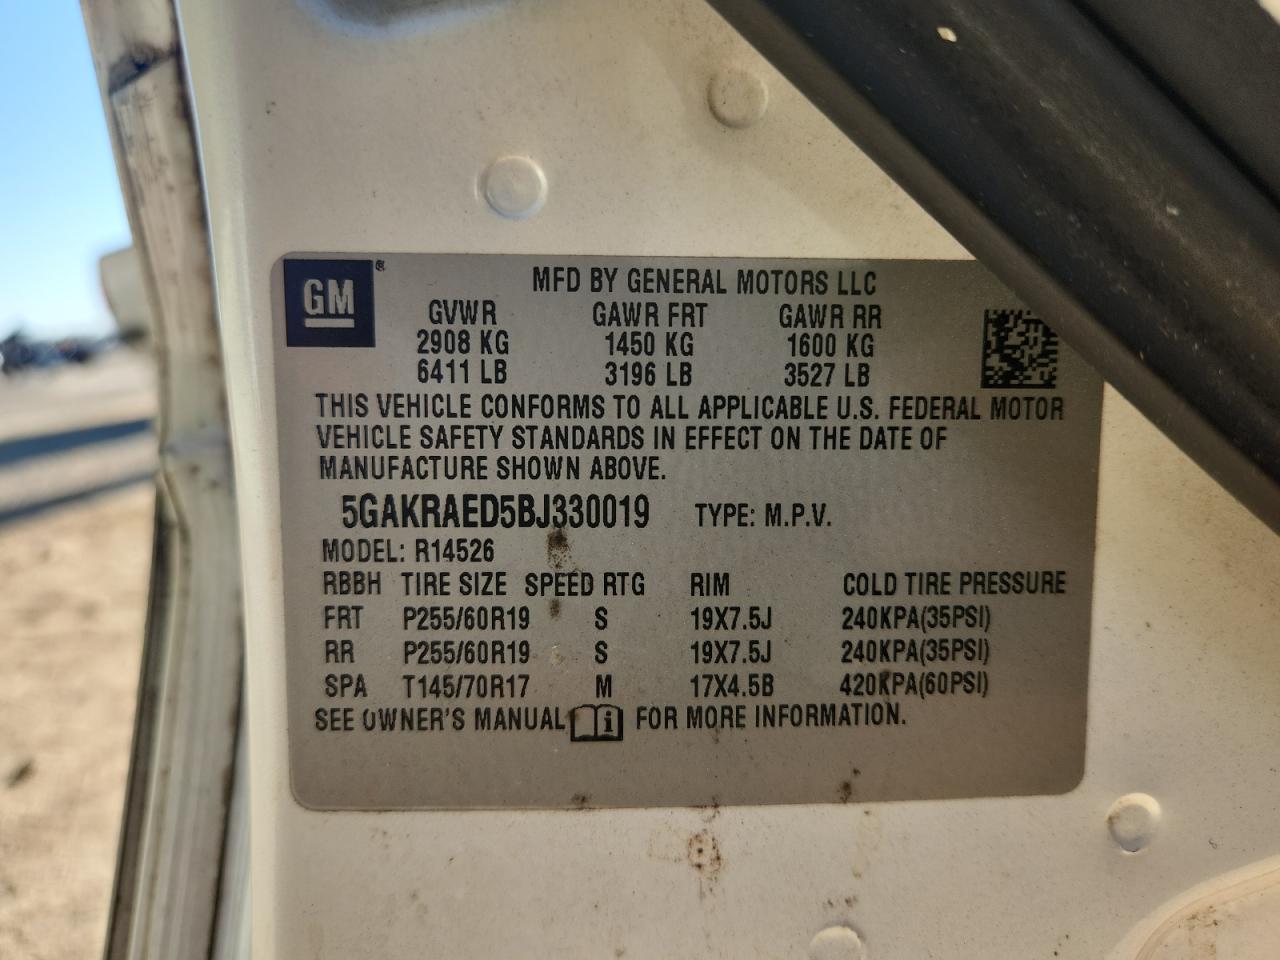 GM®
MFD BY GENERAL MOTORS LLC
GVWR GAWR FRT GAWR RR
2908 KG 1450 KG 1600 KG
6411 LB 3196 LB 3527 LB
THIS VEHICLE CONFORMS TO ALL APPLICABLE U.S. FEDERAL MOTOR
VEHICLE SAFETY STANDARDS IN EFFECT ON THE DATE OF
MANUFACTURE SHOWN ABOVE.
5GAKRAED5BJ330019 TYPE: M.P.V.
MODEL: R14526
RBBH TIRE SIZE SPEED RTG RIM COLD TIRE PRESSURE
FRT P255/60R19 S 19X7.5J 240KPA(35PSI)
RR P255/60R19 S 19X7.5J 240KPA(35PSI)
SPA T145/70R17 M 17X4.5B 420KPA(60PSI)
SEE OWNER'S MANUAL i FOR MORE INFORMATION.